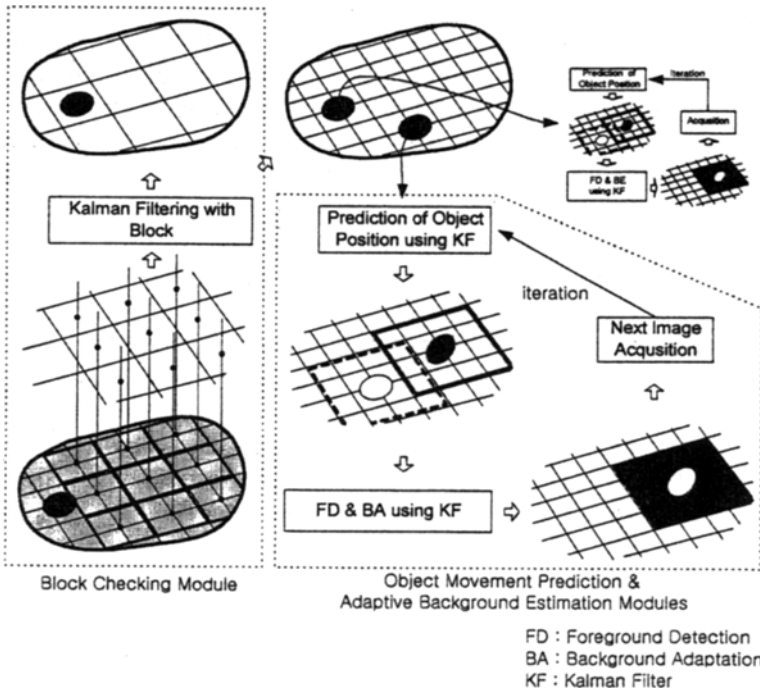 Kalman Filtering with
Block
Block Checking Module
Prediction of
Object Position
iteration
Acqusition
FD & BE
using KF
Prediction of Object
Position using KF
iteration
Next Image
Acqusition
FD & BA using KF
Object Movement Prediction &
Adaptive Background Estimation Modules
FD : Foreground Detection
BA : Background Adaptation
KF : Kalman Filter